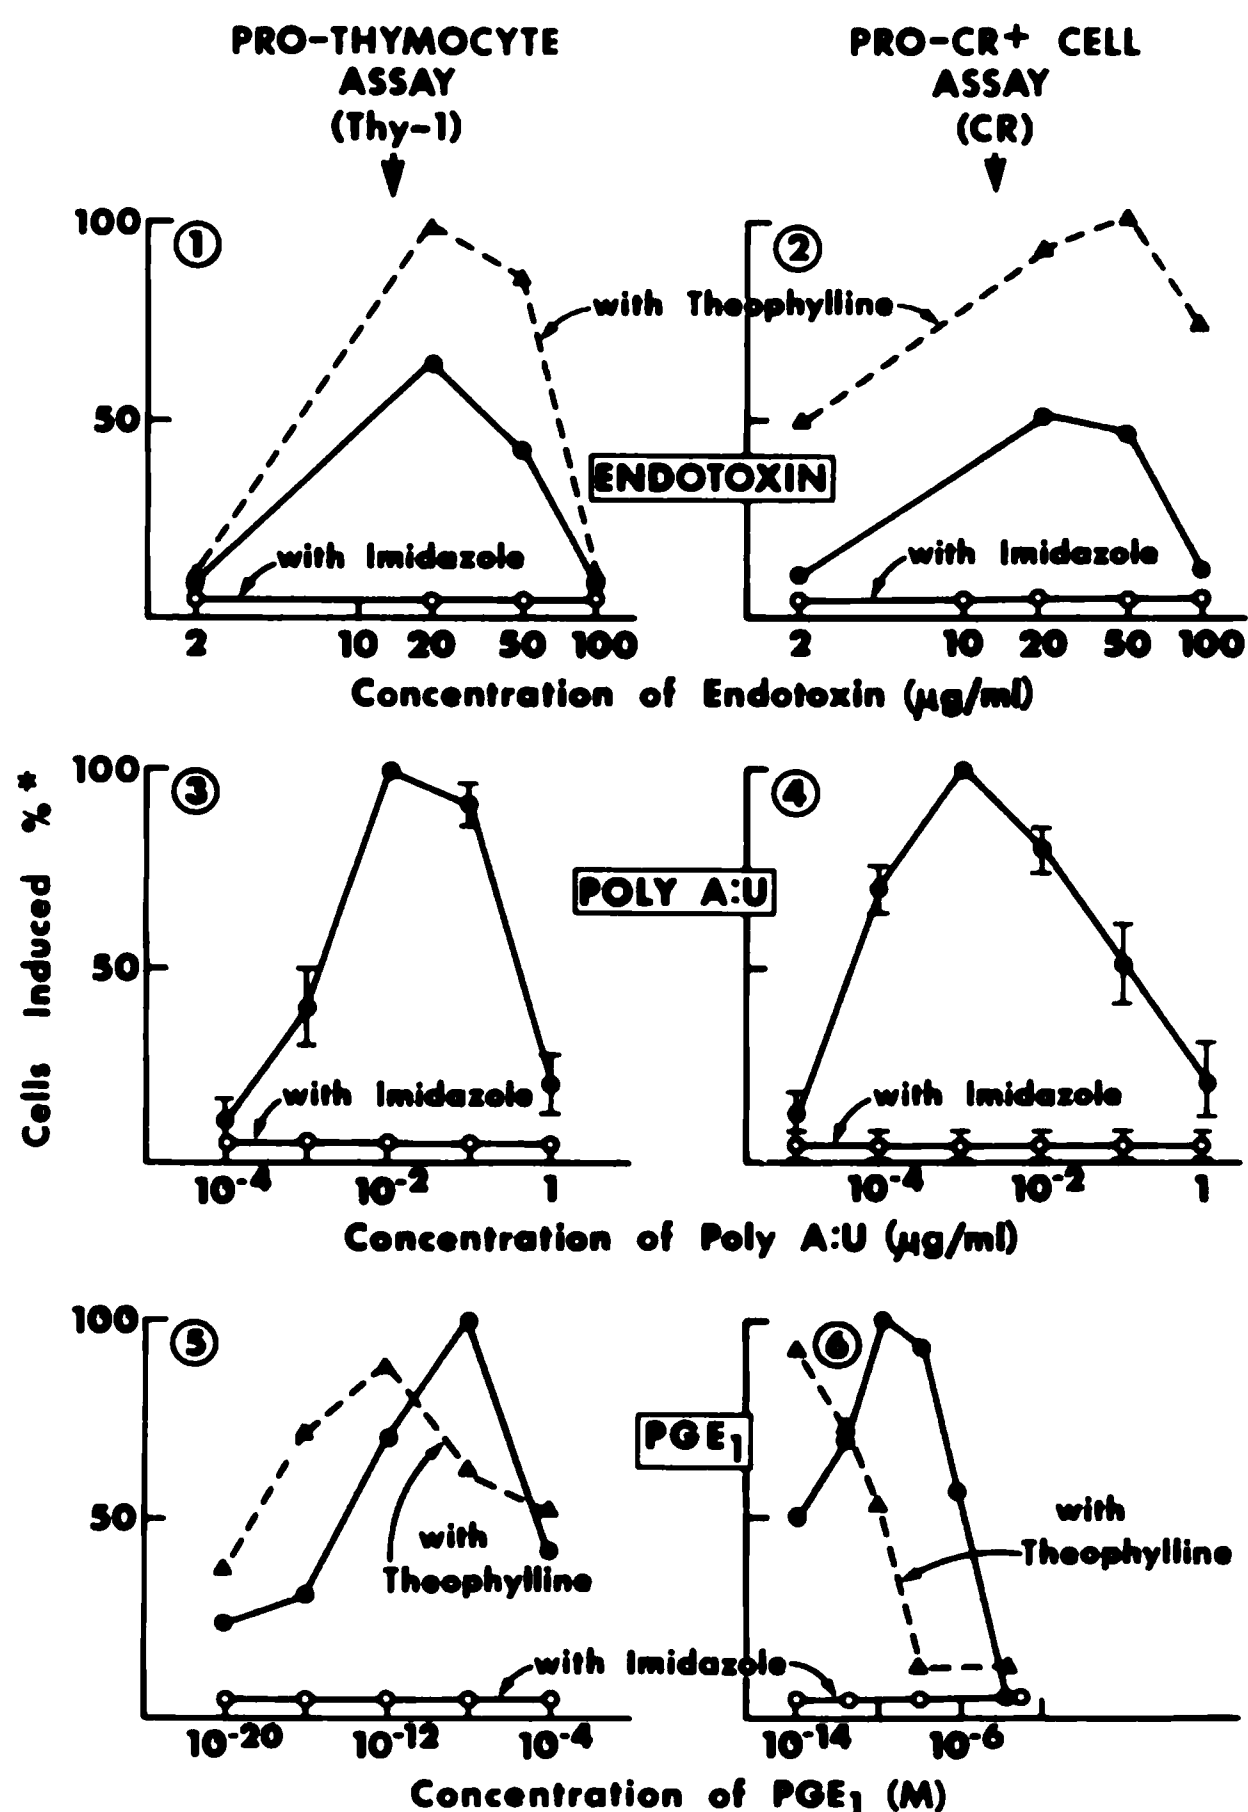 PRO-THYMOCYTE
ASSAY
(Thy-1)
PRO-CR+ CELL
ASSAY
(CR)
Cells Induced %*
100
50
①
②
with Theophylline
ENDOTOXIN
with Imidazole
with Imidazole
2 10 20 50 100
2 10 20 50 100
Concentration of Endotoxin (μg/ml)
100
50
③
④
POLY A:U
with Imidazole
with Imidazole
10⁻⁴ 10⁻² 1
10⁻⁴ 10⁻² 1
Concentration of Poly A:U (μg/ml)
100
50
⑤
⑥
PGE₁
with
Theophylline
with
Theophylline
with Imidazole
10⁻²⁰ 10⁻¹² 10⁻⁴
10⁻¹⁴ 10⁻⁶
Concentration of PGE₁ (M)